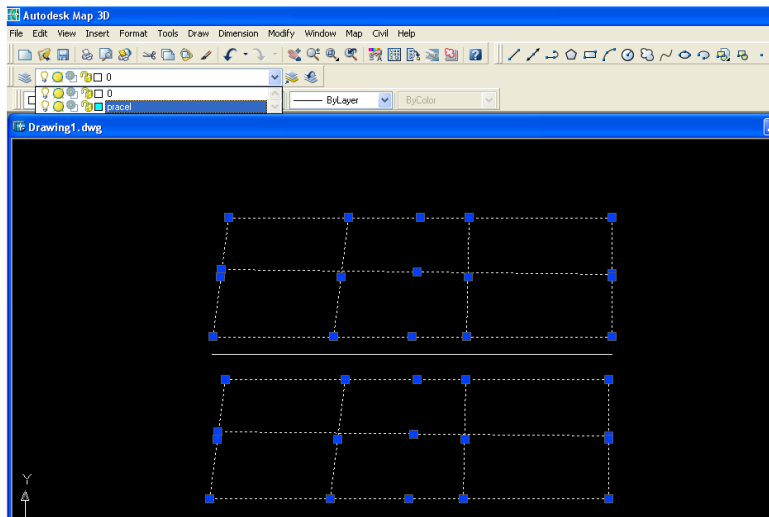 Autodesk Map 3D
File Edit View Insert Format Tools Draw Dimension Modify Window Map Civil Help
0
0
ByLayer ByColor
pracel
Drawing1.dwg
Y